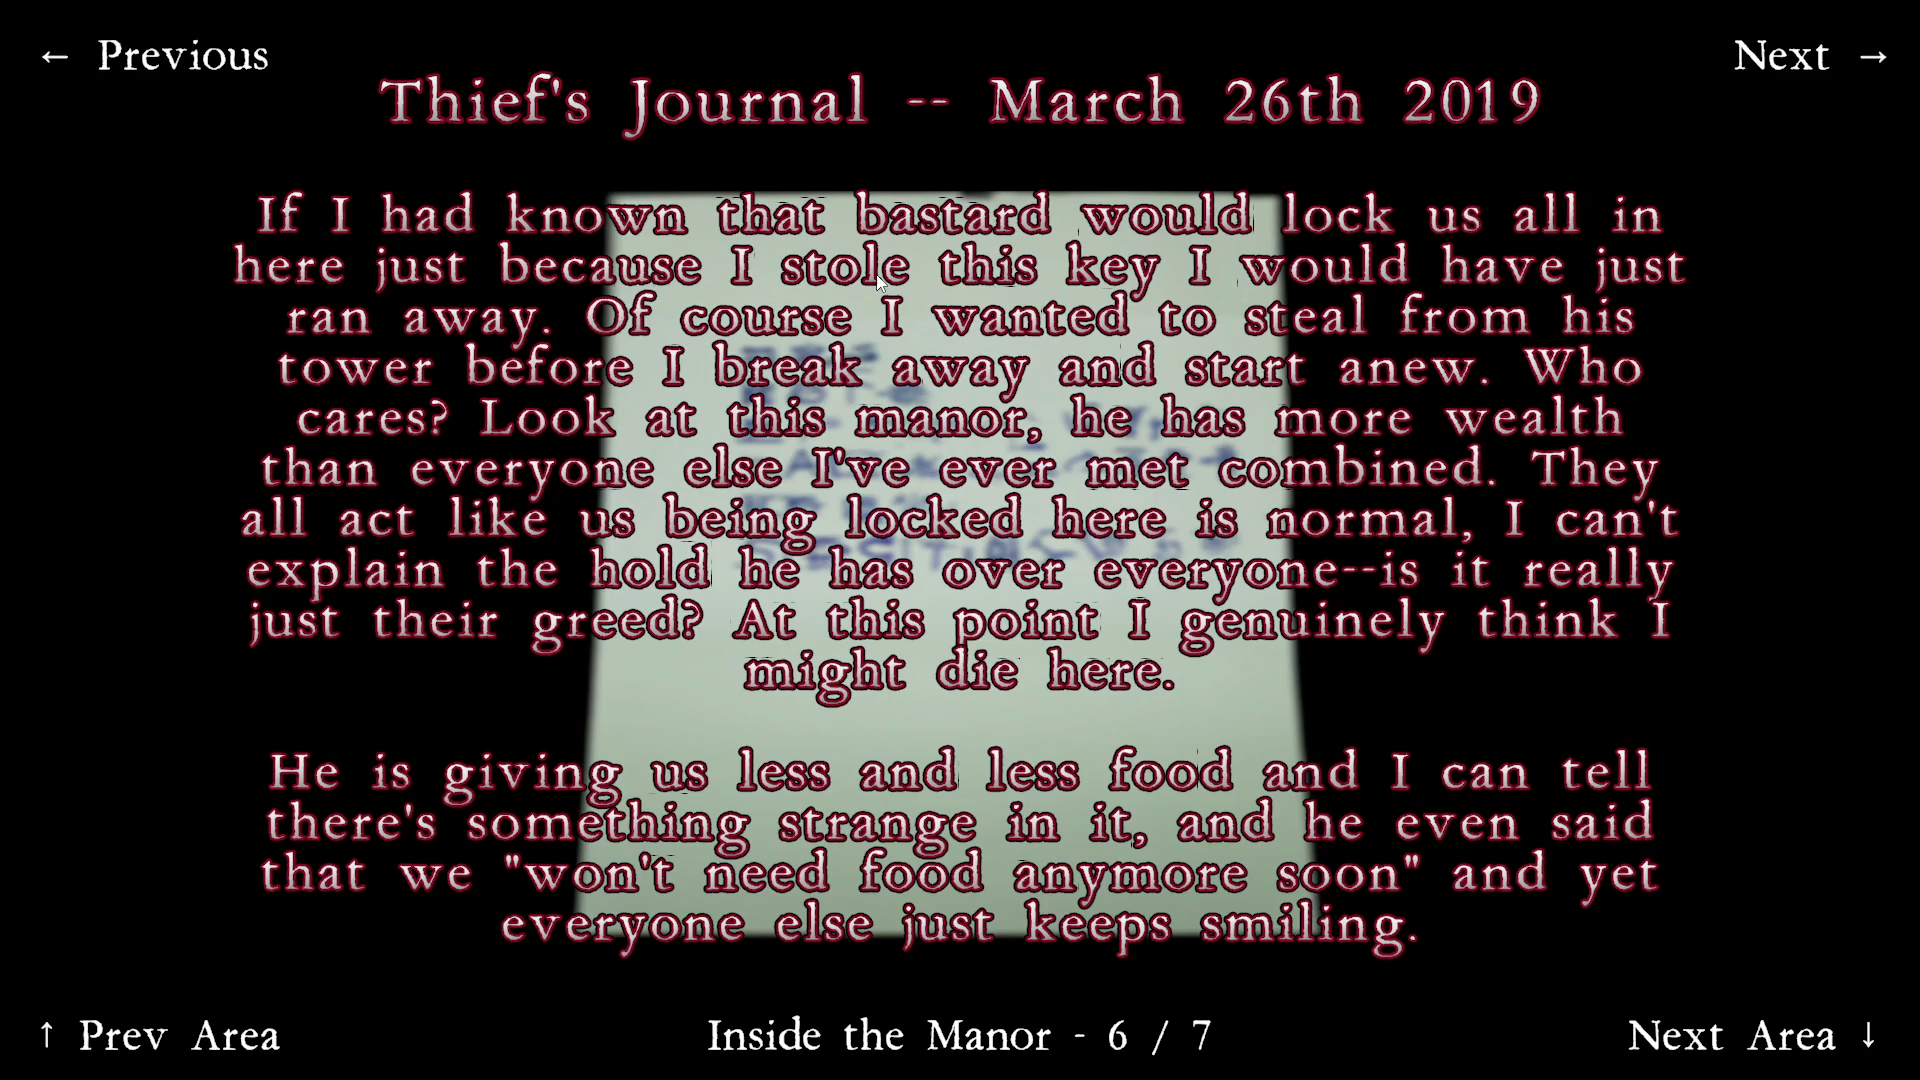 ← Previous
Next →
Thief's Journal -- March 26th 2019
If I had known that bastard would lock us all in
here just because I stole this key I would have just
ran away. Of course I wanted to steal from his
tower before I break away and start anew. Who
cares? Look at this manor, he has more wealth
than everyone else I've ever met combined. They
all act like us being locked here is normal, I can't
explain the hold he has over everyone--is it really
just their greed? At this point I genuinely think I
might die here.
He is giving us less and less food and I can tell
there's something strange in it, and he even said
that we "won't need food anymore soon" and yet
everyone else just keeps smiling.
↑ Prev Area
Inside the Manor - 6 / 7
Next Area ↓